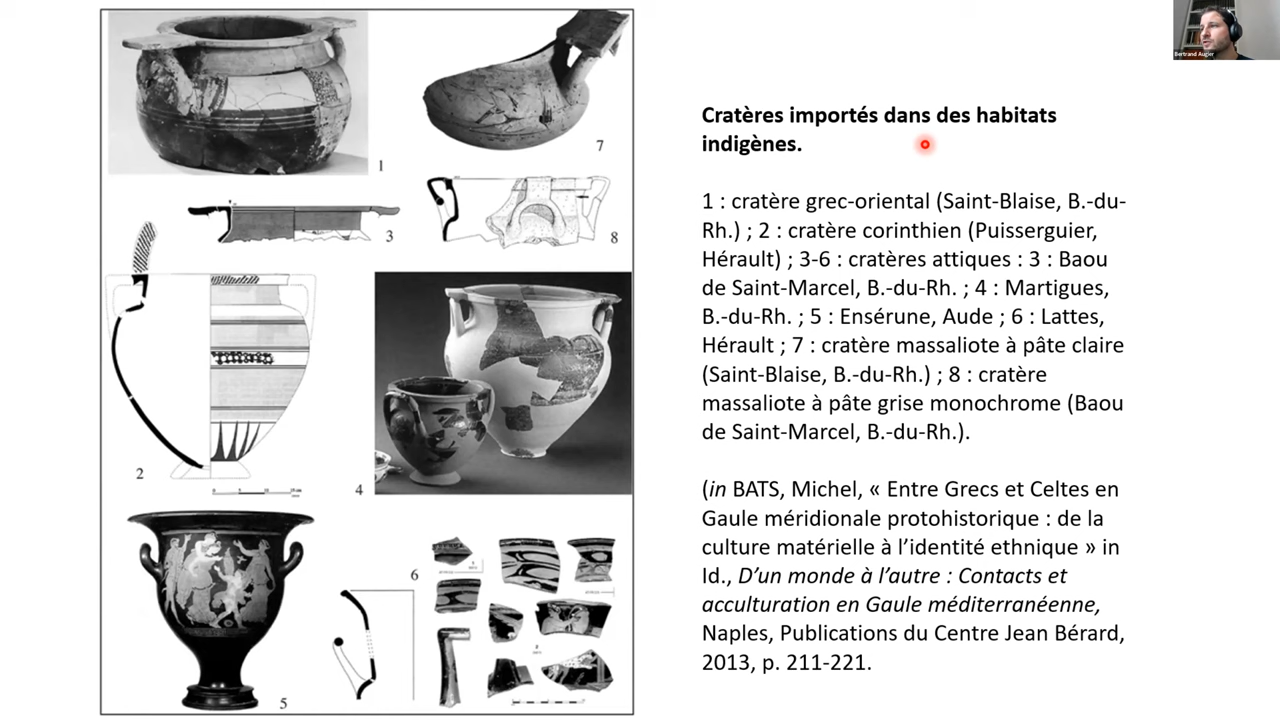 Bertrand Augier
Cratères importés dans des habitats
indigènes.
1 : cratère grec-oriental (Saint-Blaise, B.-du-
Rh.) ; 2 : cratère corinthien (Puisserguier,
Hérault) ; 3-6 : cratères attiques : 3 : Baou
de Saint-Marcel, B.-du-Rh. ; 4 : Martigues,
B.-du-Rh. ; 5 : Ensérune, Aude ; 6 : Lattes,
Hérault ; 7 : cratère massaliote à pâte claire
(Saint-Blaise, B.-du-Rh.) ; 8 : cratère
massaliote à pâte grise monochrome (Baou
de Saint-Marcel, B.-du-Rh.).
(in BATS, Michel, « Entre Grecs et Celtes en
Gaule méridionale protohistorique : de la
culture matérielle à l’identité ethnique » in
Id., D’un monde à l’autre : Contacts et
acculturation en Gaule méditerranéenne,
Naples, Publications du Centre Jean Bérard,
2013, p. 211-221.
1
7
3
8
2
4
6
5